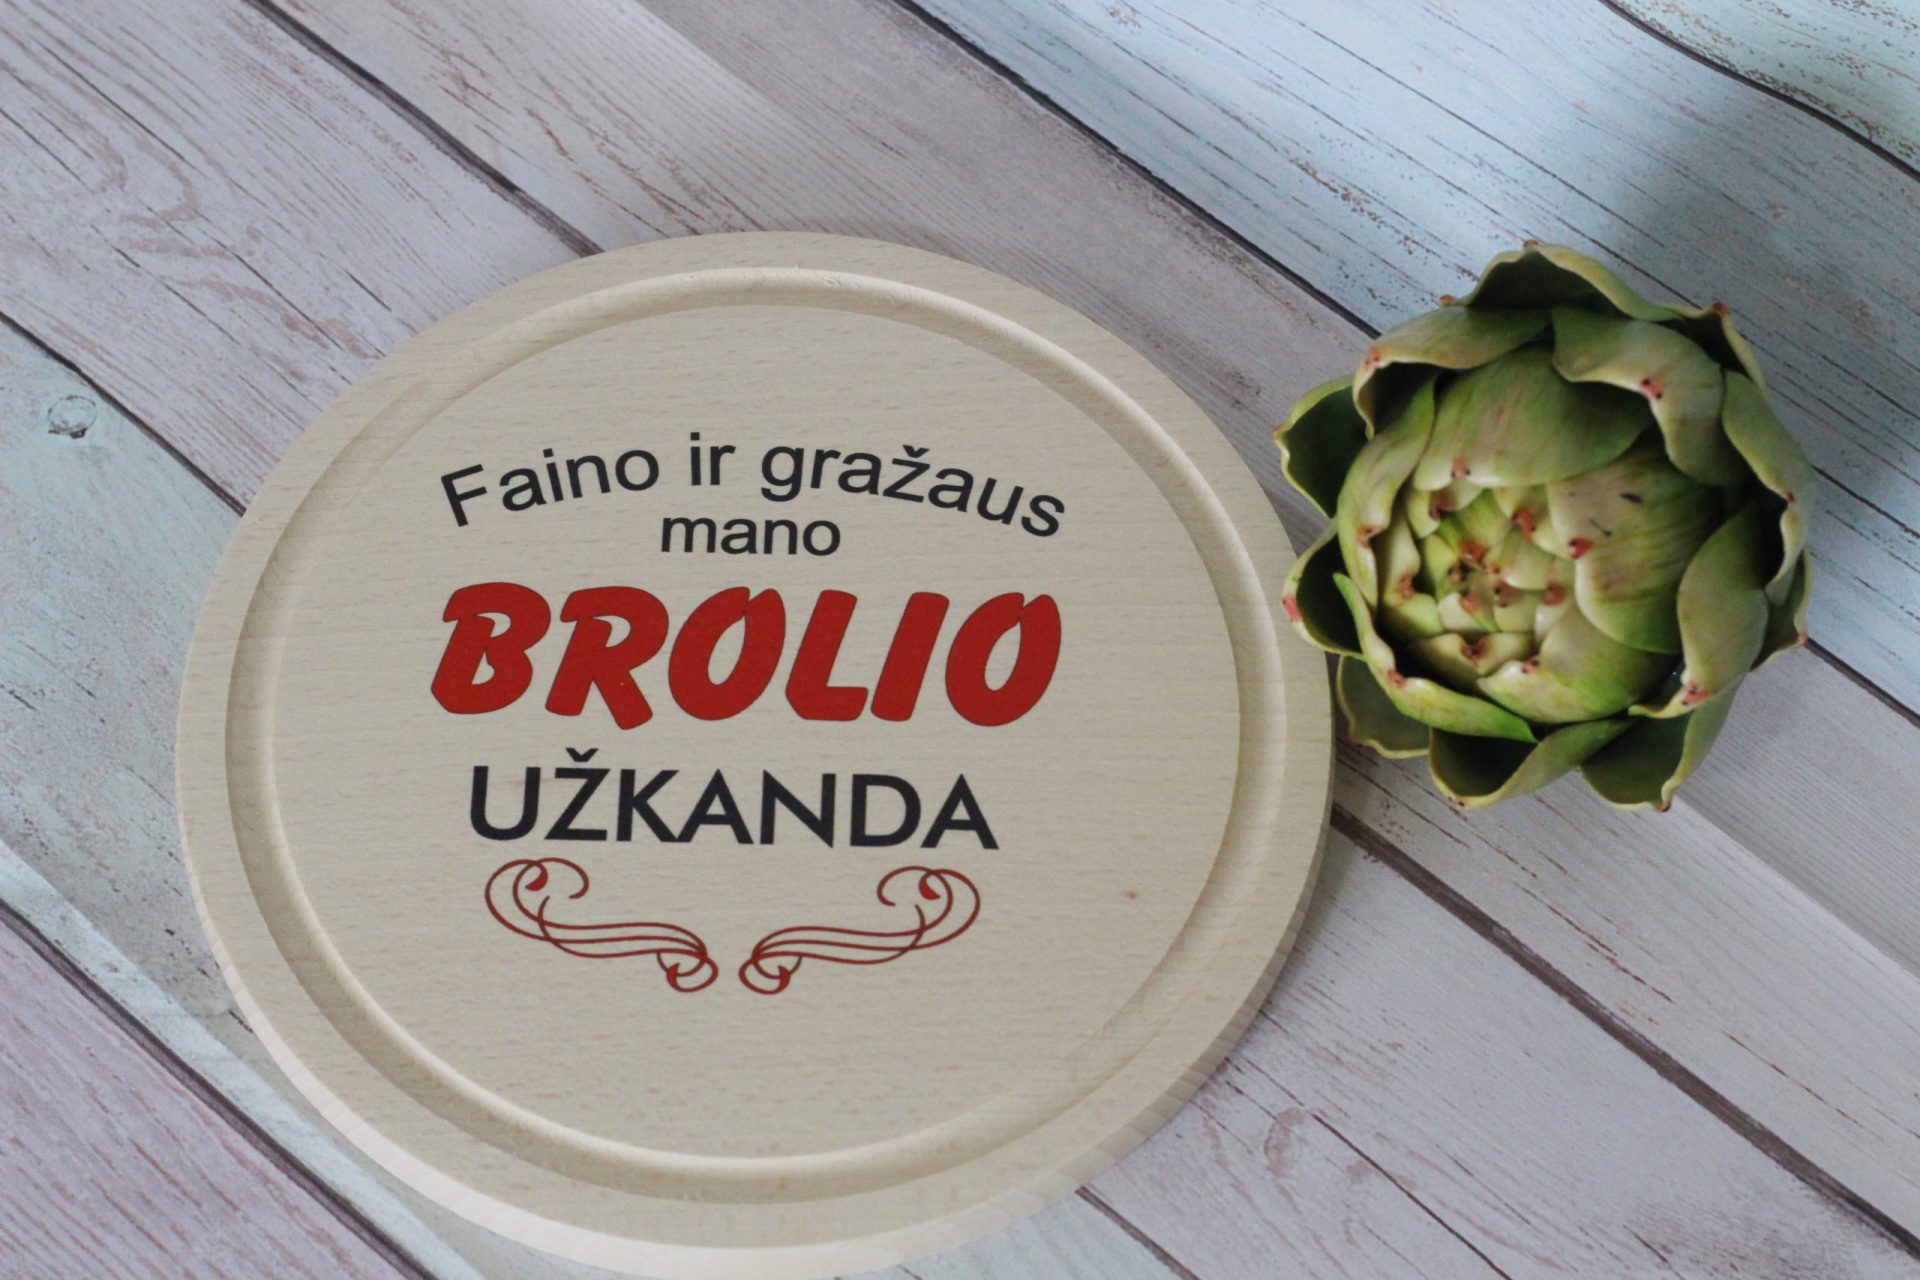 Faino ir gražaus
mano
BROLIO
UŽKANDA